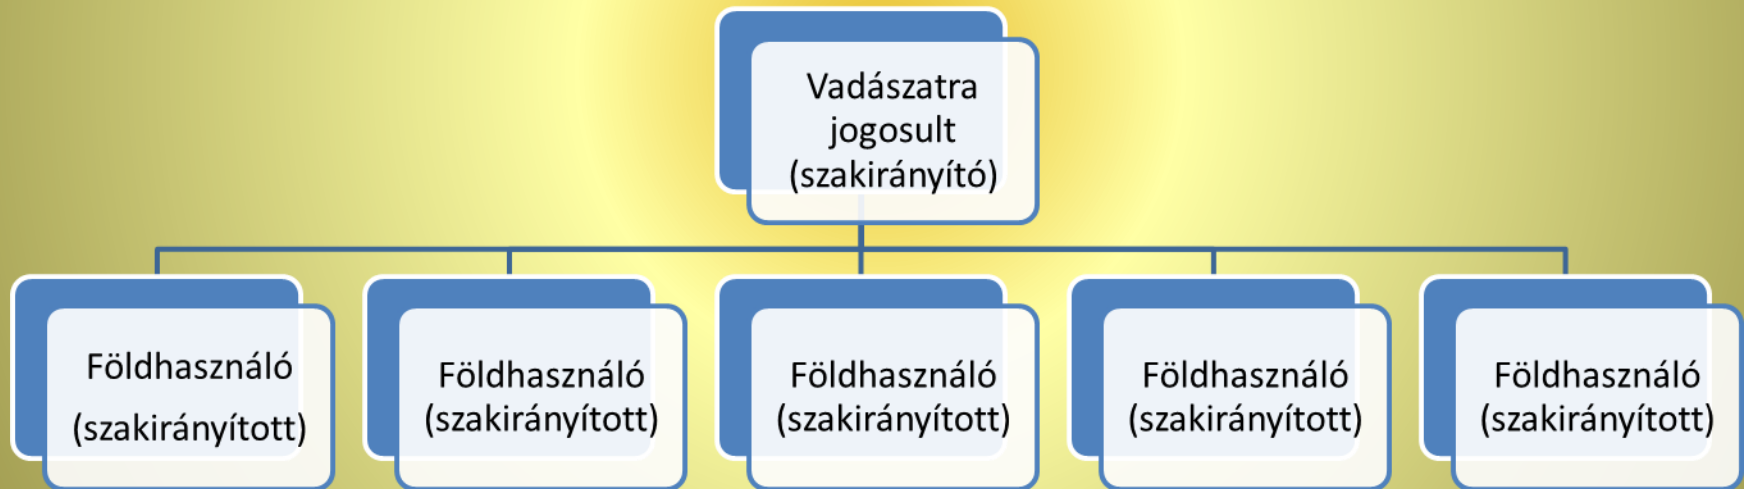 Vadászatra
jogosult
(szakirányító)
Földhasználó
(szakirányított)
Földhasználó
(szakirányított)
Földhasználó
(szakirányított)
Földhasználó
(szakirányított)
Földhasználó
(szakirányított)